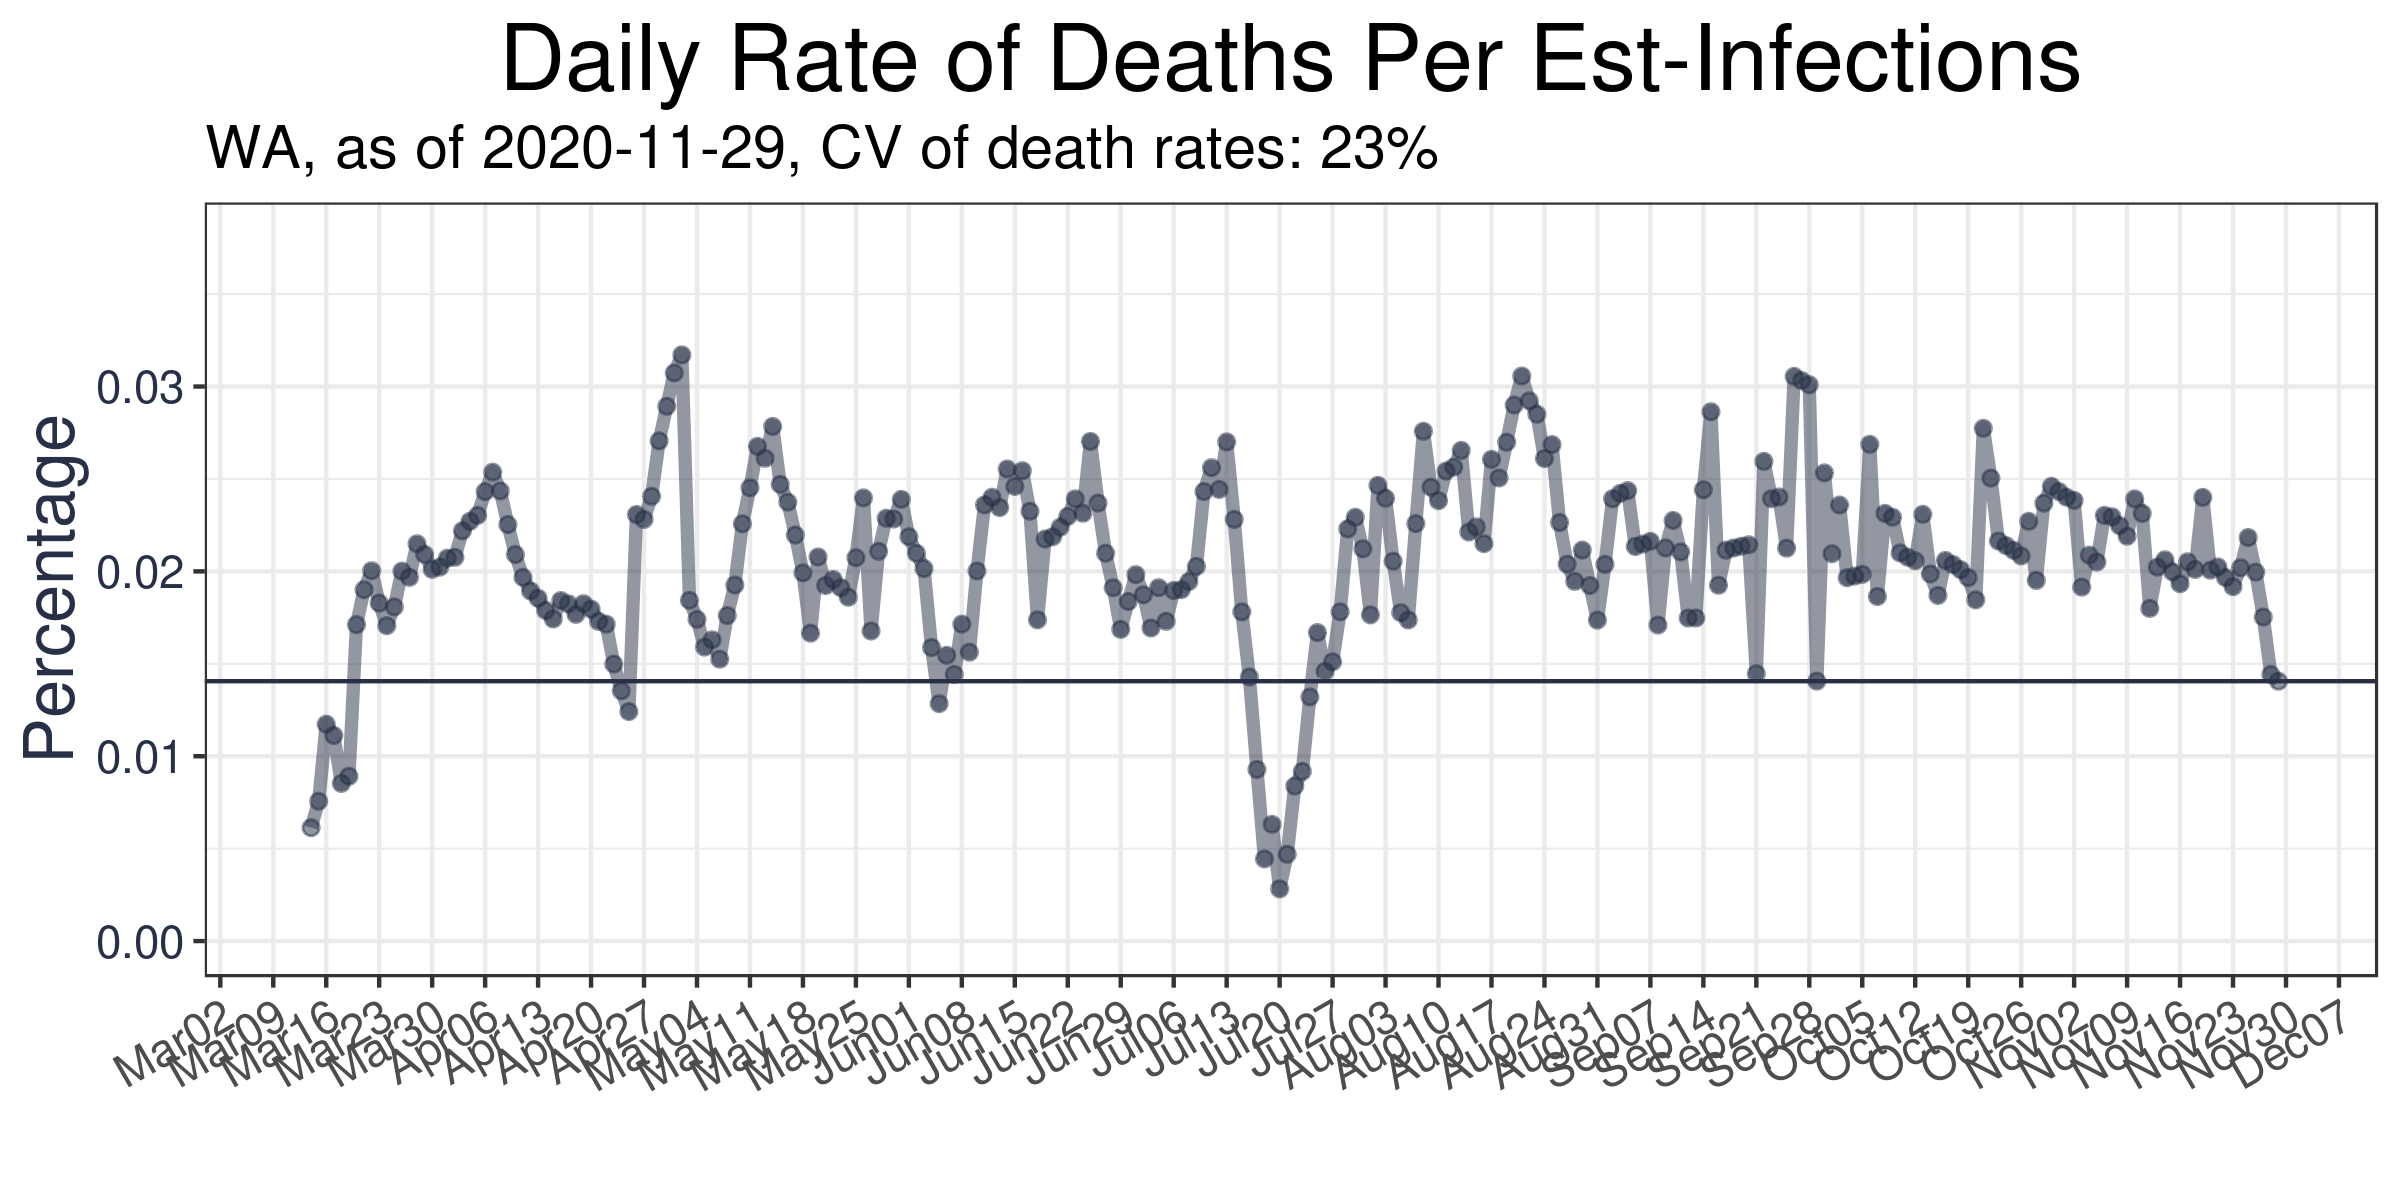 Daily Rate of Deaths Per Est-Infections
WA, as of 2020-11-29, CV of death rates: 23%
Percentage
0.03
0.02
0.01
0.00
Mar02
Mar09
Mar16
Mar23
Mar30
Apr06
Apr13
Apr20
Apr27
May04
May11
May18
May25
Jun01
Jun08
Jun15
Jun22
Jun29
Jul06
Jul13
Jul20
Jul27
Aug03
Aug10
Aug17
Aug24
Aug31
Sep07
Sep14
Sep21
Sep28
Oct05
Oct12
Oct19
Oct26
Nov02
Nov09
Nov16
Nov23
Nov30
Dec07